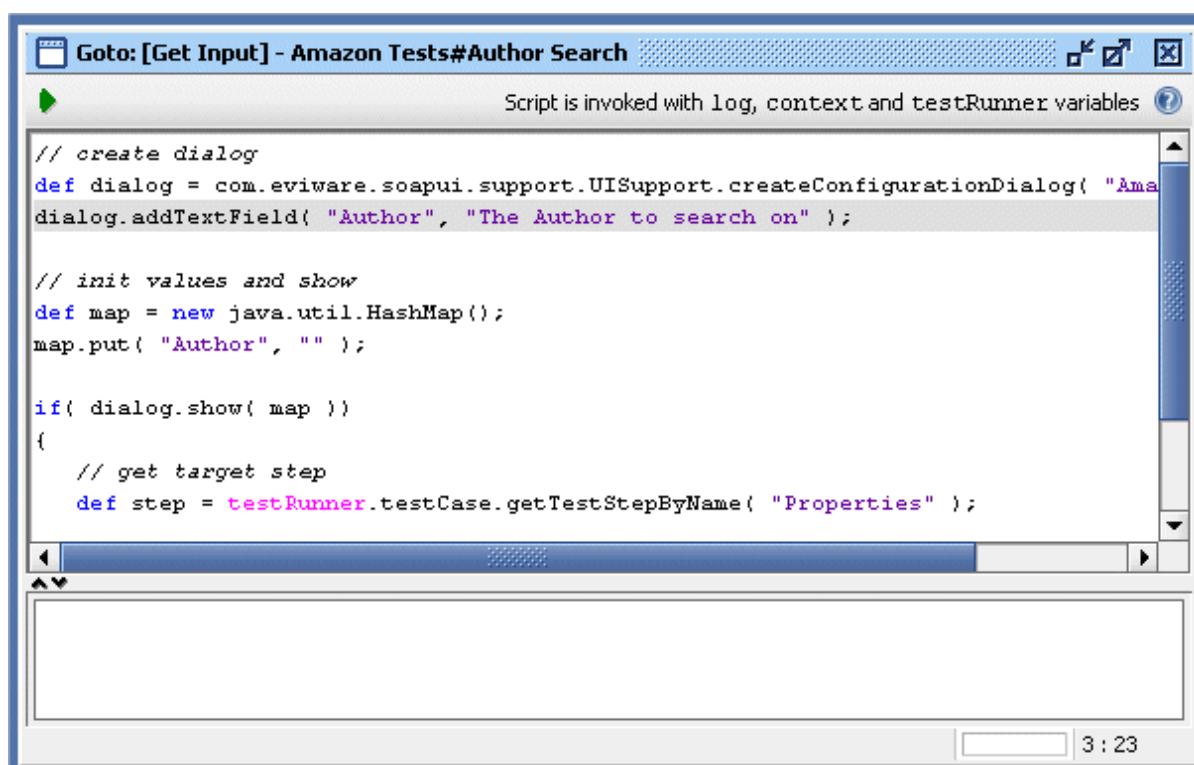 Goto: [Get Input] - Amazon Tests#Author Search
Script is invoked with log, context and testRunner variables
// create dialog
def dialog = com.eviware.soapui.support.UISupport.createConfigurationDialog( "Ama
dialog.addTextField( "Author", "The Author to search on" );
// init values and show
def map = new java.util.HashMap();
map.put( "Author", "" );
if( dialog.show( map ))
{
// get target step
def step = testRunner.testCase.getTestStepByName( "Properties" );
3 : 23